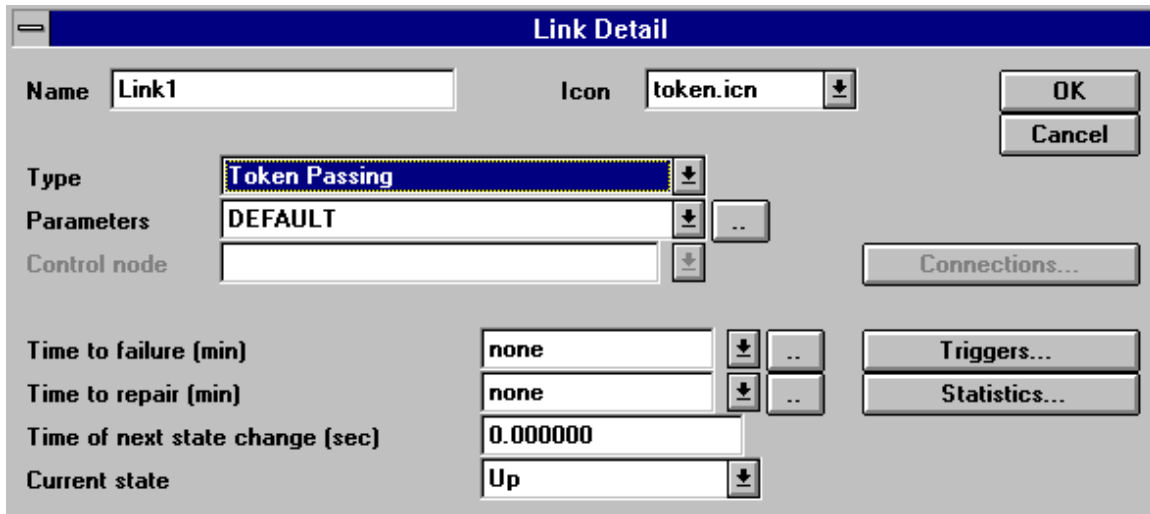 Link Detail
Name Link1 Icon token.icn OK
Cancel
Type Token Passing
Parameters DEFAULT ..
Control node Connections...
Time to failure (min) none .. Triggers...
Time to repair (min) none .. Statistics...
Time of next state change (sec) 0.000000
Current state Up